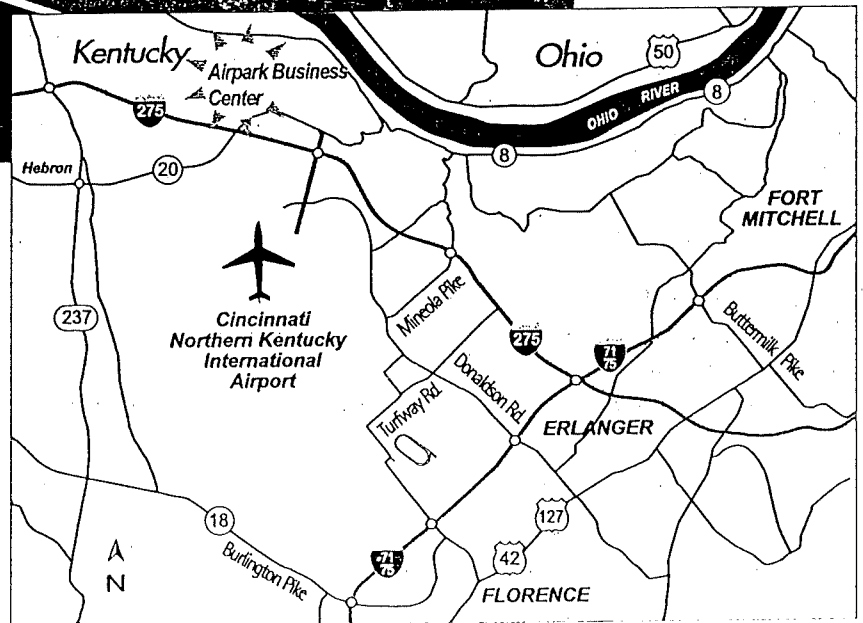 Kentucky
Airpark Business
Center
Ohio
50
OHIO RIVER
8
8
275
Hebron
20
FORT
MITCHELL
237
Cincinnati
Northern Kentucky
International
Airport
Mineola Pike
275
71
75
Buttermilk Pike
Donaldson Rd.
Turfway Rd.
ERLANGER
18
Burlington Pike
127
42
71
75
N
FLORENCE